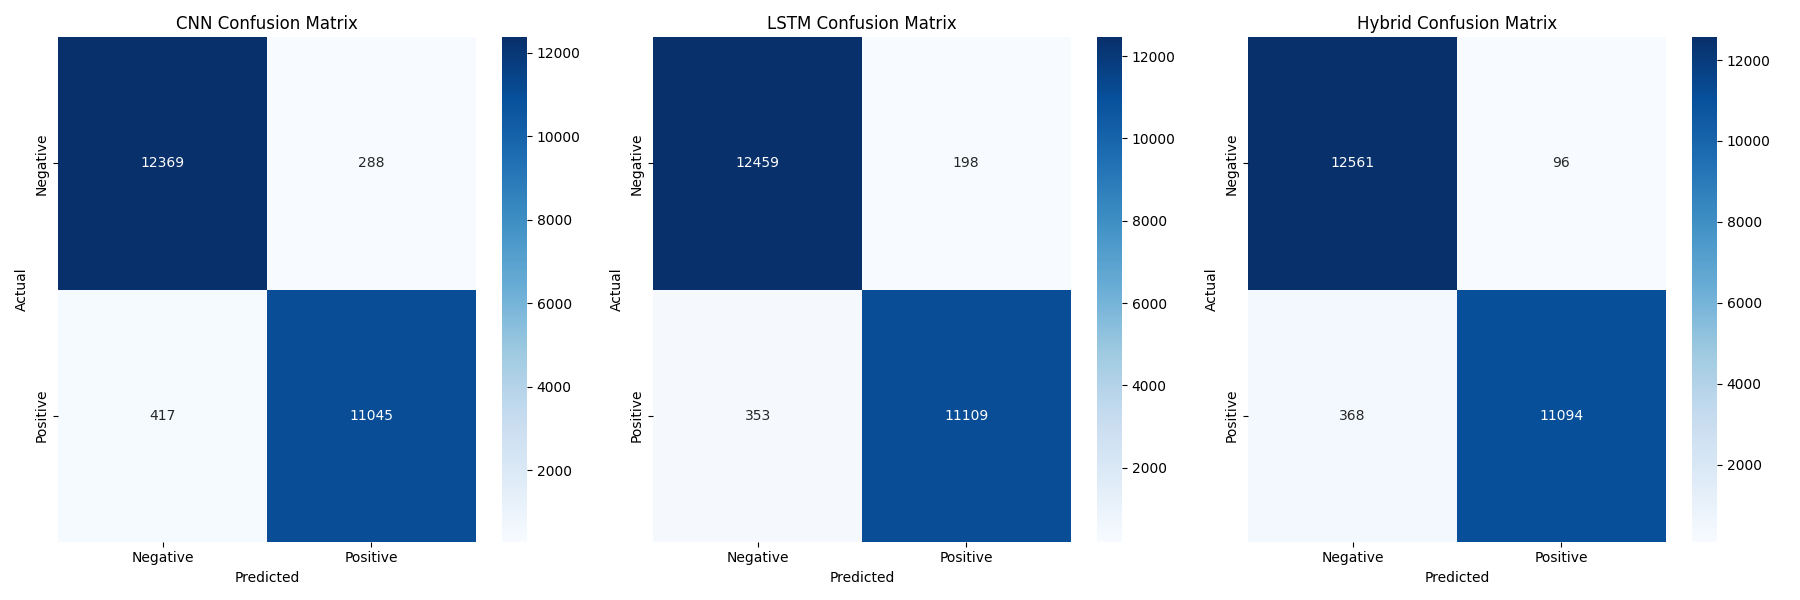 CNN Confusion Matrix
12000
10000
8000
6000
4000
2000
Negative
Positive
Actual
12369
288
417
11045
Negative
Positive
Predicted
LSTM Confusion Matrix
12000
10000
8000
6000
4000
2000
Negative
Positive
Actual
12459
198
353
11109
Negative
Positive
Predicted
Hybrid Confusion Matrix
12000
10000
8000
6000
4000
2000
Negative
Positive
Actual
12561
96
368
11094
Negative
Positive
Predicted